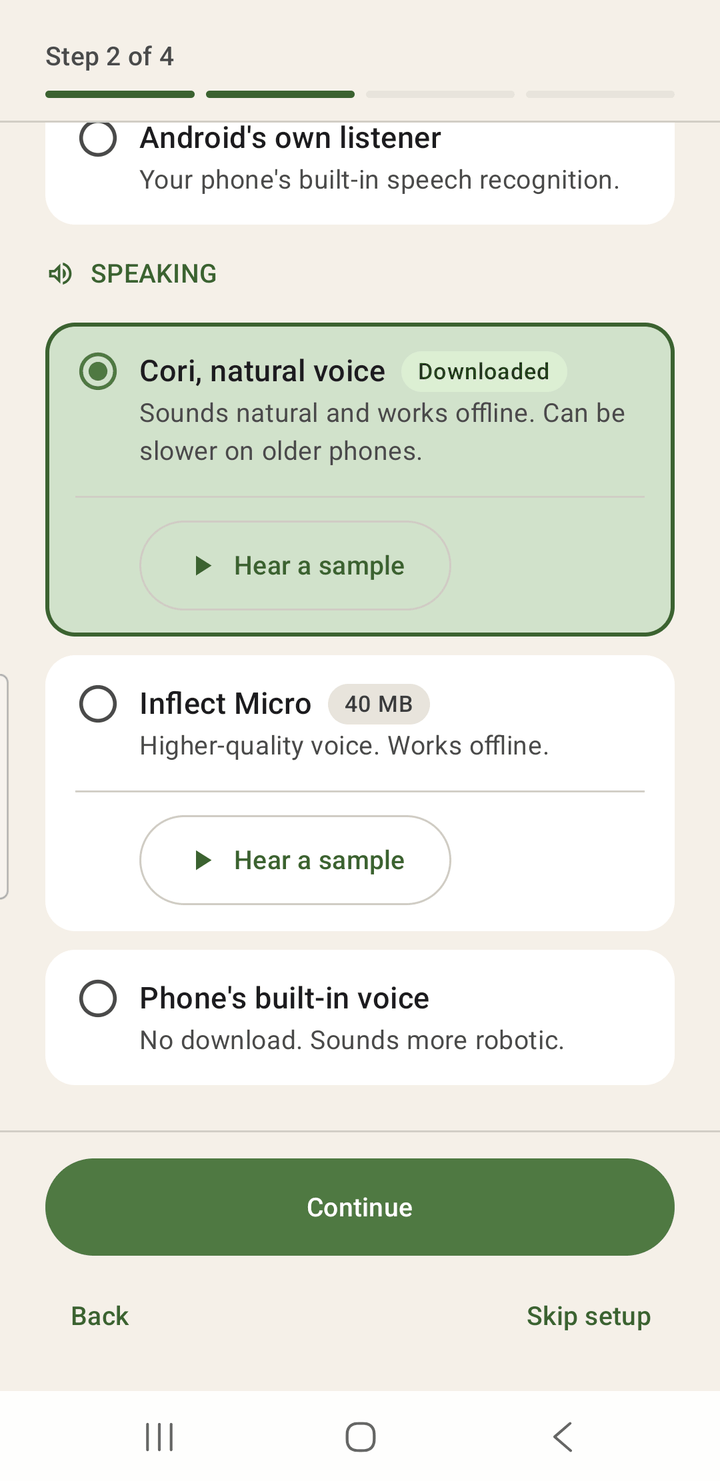 Step 2 of 4
Android's own listener
Your phone's built-in speech recognition.
SPEAKING
Cori, natural voice Downloaded
Sounds natural and works offline. Can be
slower on older phones.
Hear a sample
Inflect Micro 40 MB
Higher-quality voice. Works offline.
Hear a sample
Phone's built-in voice
No download. Sounds more robotic.
Continue
Back Skip setup